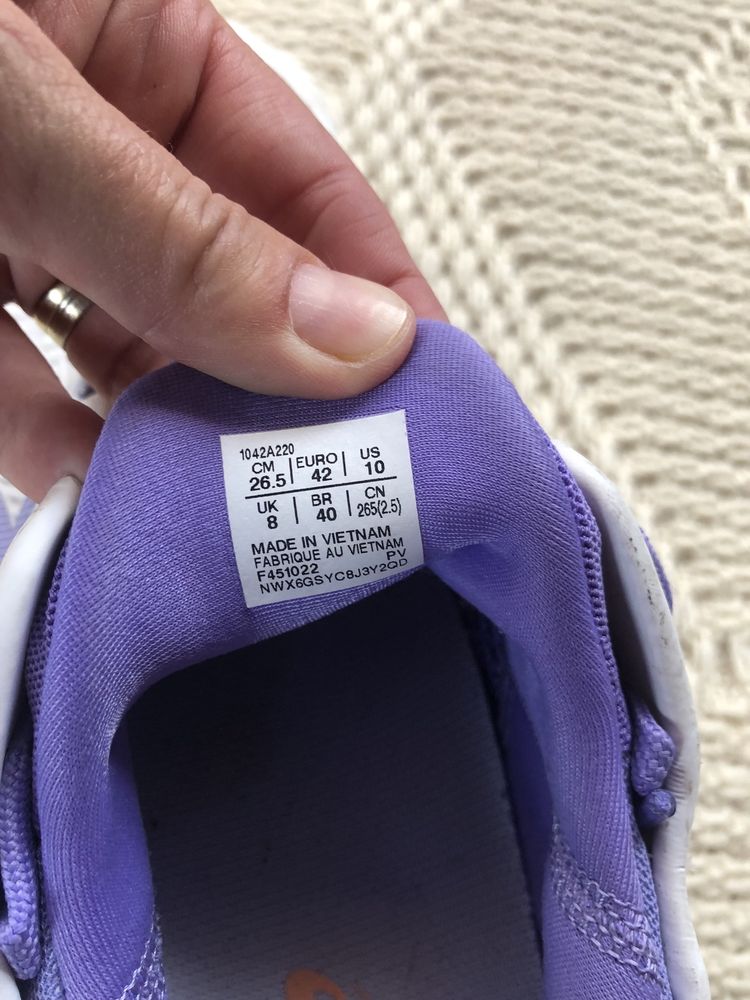 1042A220
CM 26.5 | EURO 42 | US 10
UK 8 | BR 40 | CN 265(2.5)
MADE IN VIETNAM
FABRIQUE AU VIETNAM
F451022 PV
NWX6GSYC8J3Y2QD